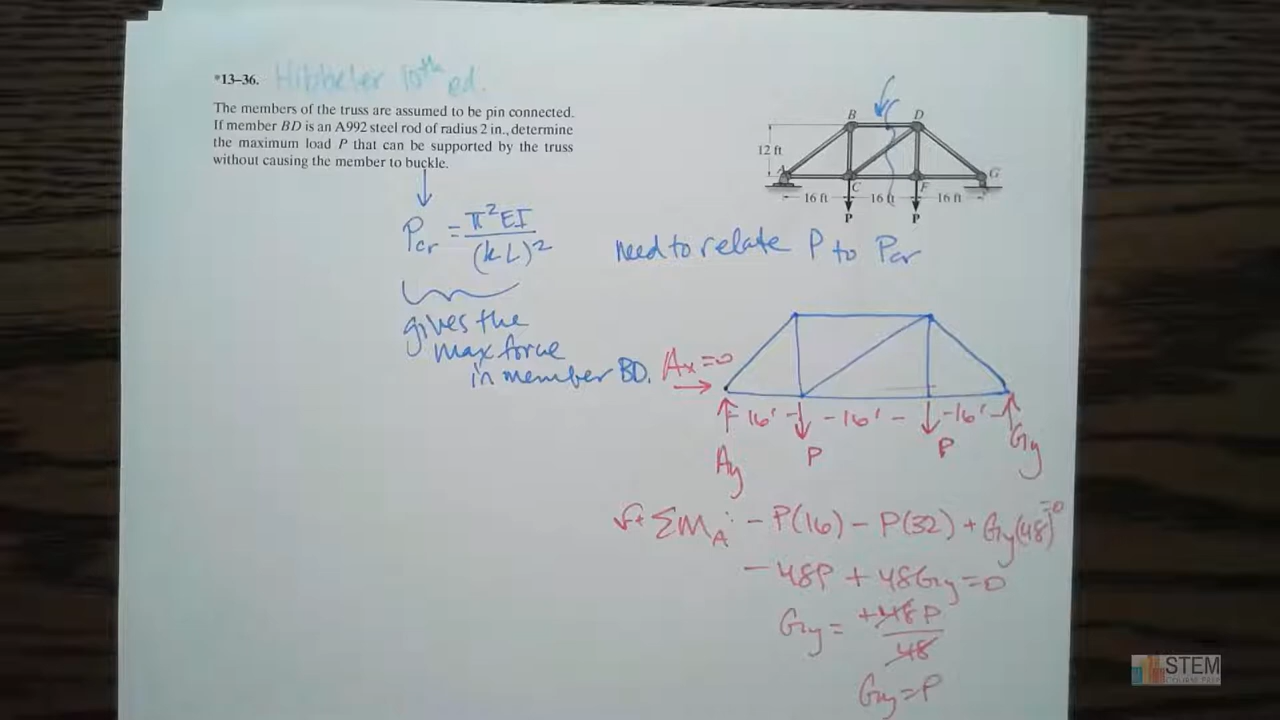 *13–36. Hibbeler 10th ed.
The members of the truss are assumed to be pin connected.
If member BD is an A992 steel rod of radius 2 in., determine
the maximum load P that can be supported by the truss
without causing the member to buckle.
B D
12 ft
A C F G
16 ft 16 ft 16 ft
P P
Pcr = π²EI
(kL)²
need to relate P to Pcr
gives the
max force
in member BD.
Ax=0
16' 16' 16'
Ay P P Gy
+ ΣMA: -P(16) - P(32) + Gy(48)=0
-48P + 48Gy=0
Gy = +48P
48
Gy=P
STEM
COURSE PREP